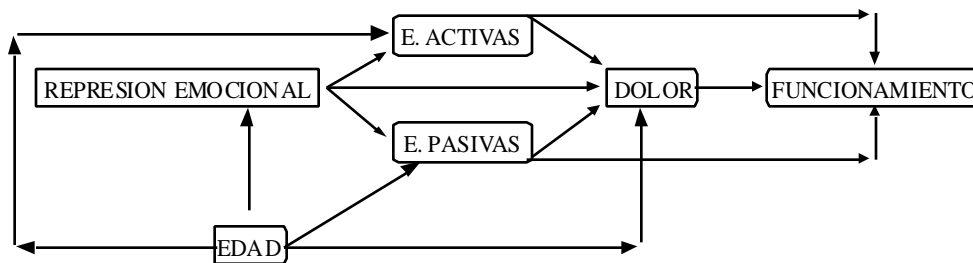 E. ACTIVAS
REPRESION EMOCIONAL
DOLOR
FUNCIONAMIENTO
E. PASIVAS
EDAD